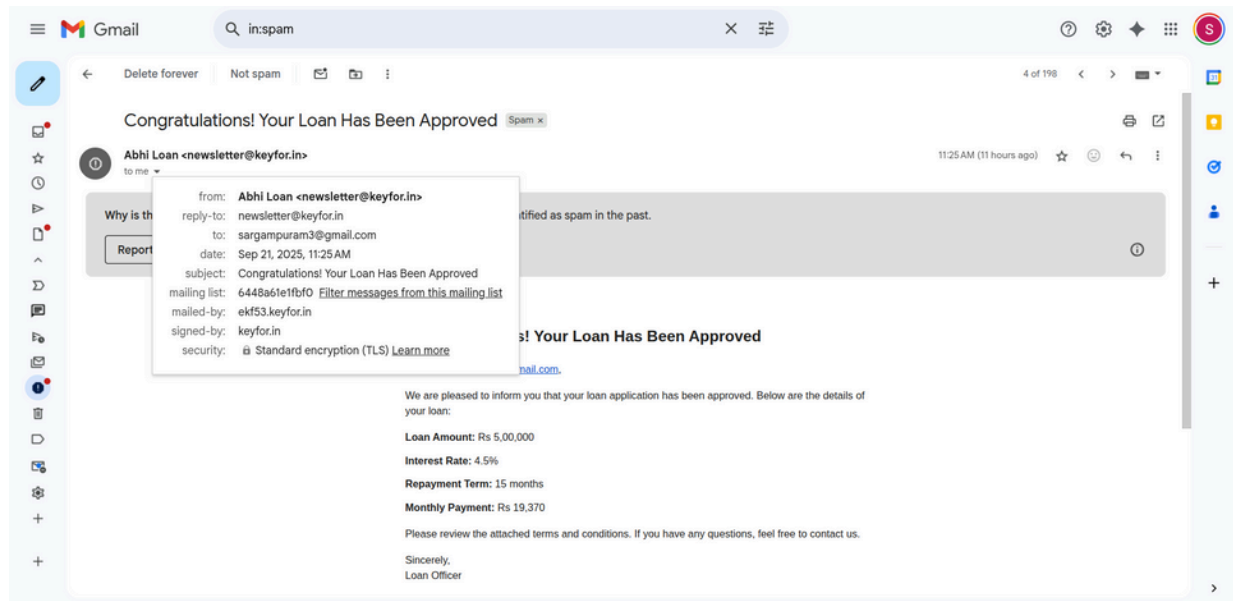 Gmail
in:spam
S
Delete forever
Not spam
4 of 198
31
Congratulations! Your Loan Has Been Approved
Spam x
Abhi Loan <newsletter@keyfor.in>
11:25 AM (11 hours ago)
to me
Why is th
tified as spam in the past.
Report
from: Abhi Loan <newsletter@keyfor.in>
reply-to: newsletter@keyfor.in
to: sargampuram3@gmail.com
date: Sep 21, 2025, 11:25 AM
subject: Congratulations! Your Loan Has Been Approved
mailing list: 6448a61e1fbf0 Filter messages from this mailing list
mailed-by: ekf53.keyfor.in
signed-by: keyfor.in
security: Standard encryption (TLS) Learn more
s! Your Loan Has Been Approved
mail.com,
We are pleased to inform you that your loan application has been approved. Below are the details of
your loan:
Loan Amount: Rs 5,00,000
Interest Rate: 4.5%
Repayment Term: 15 months
Monthly Payment: Rs 19,370
Please review the attached terms and conditions. If you have any questions, feel free to contact us.
Sincerely,
Loan Officer